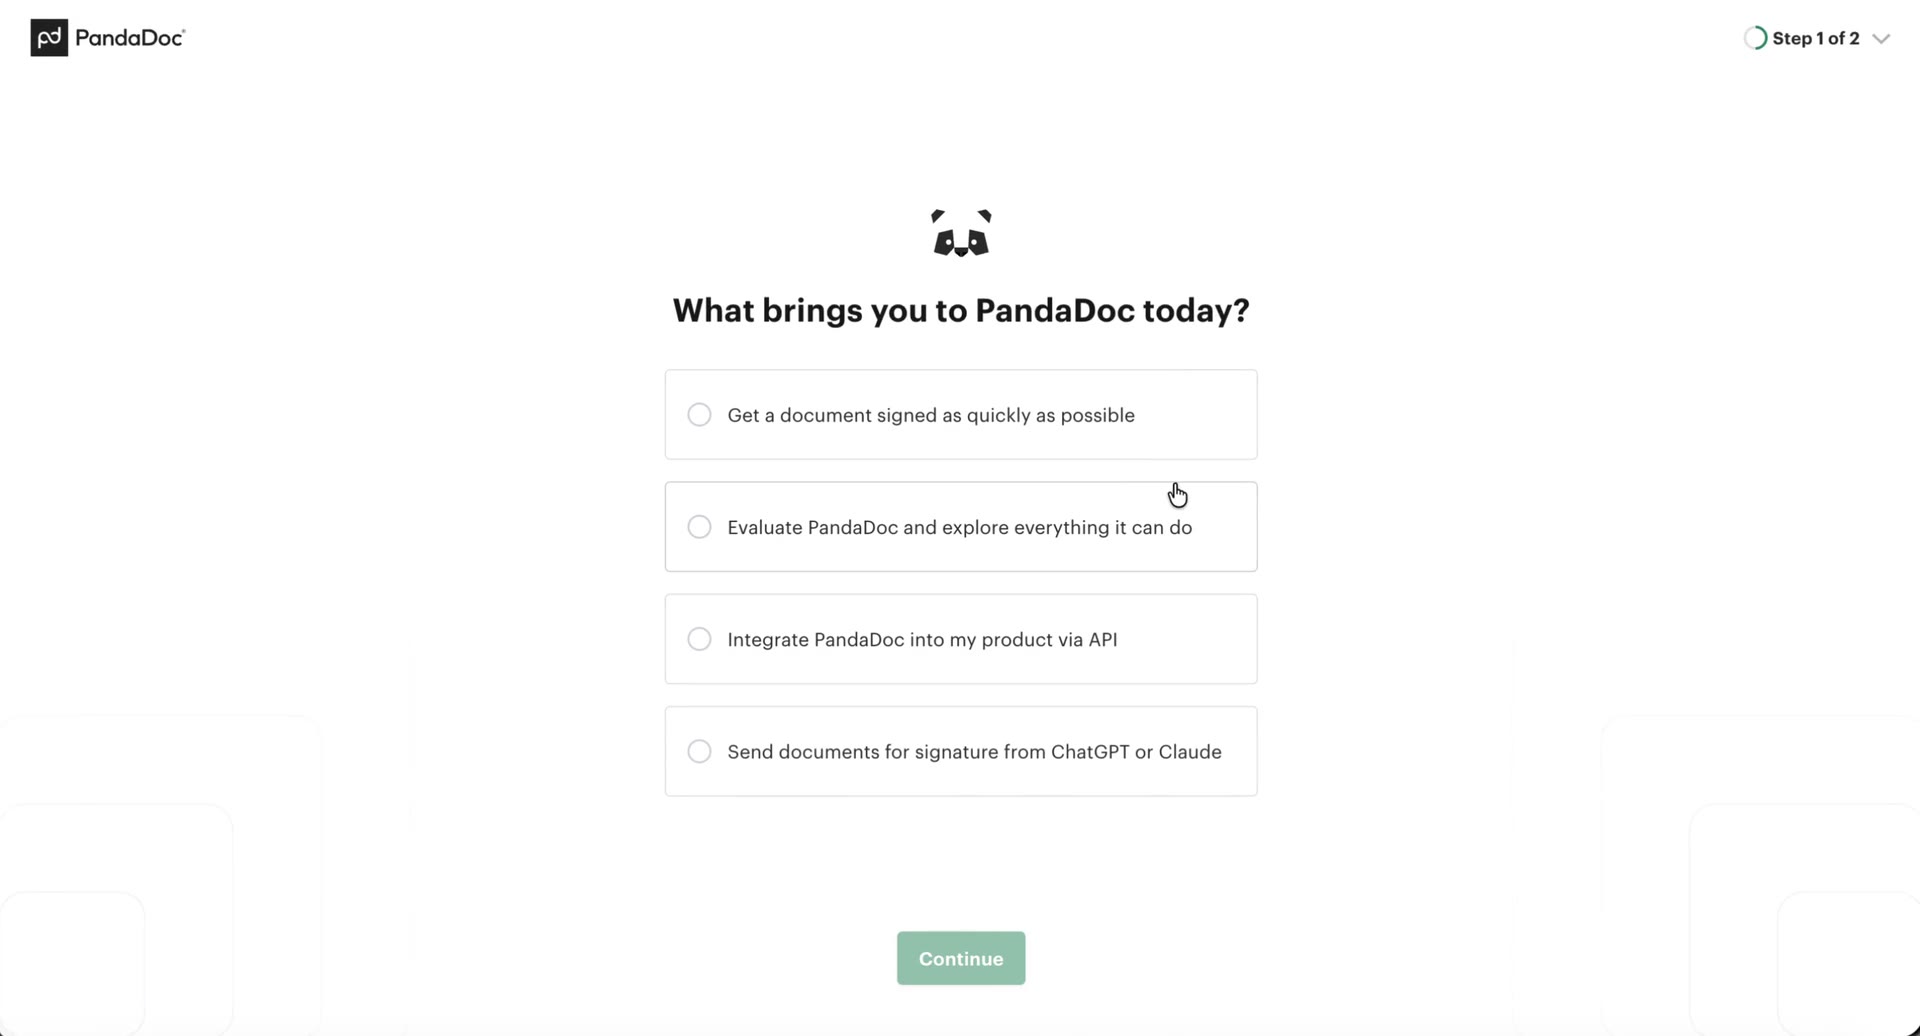 pd PandaDoc
Step 1 of 2
What brings you to PandaDoc today?
Get a document signed as quickly as possible
Evaluate PandaDoc and explore everything it can do
Integrate PandaDoc into my product via API
Send documents for signature from ChatGPT or Claude
Continue